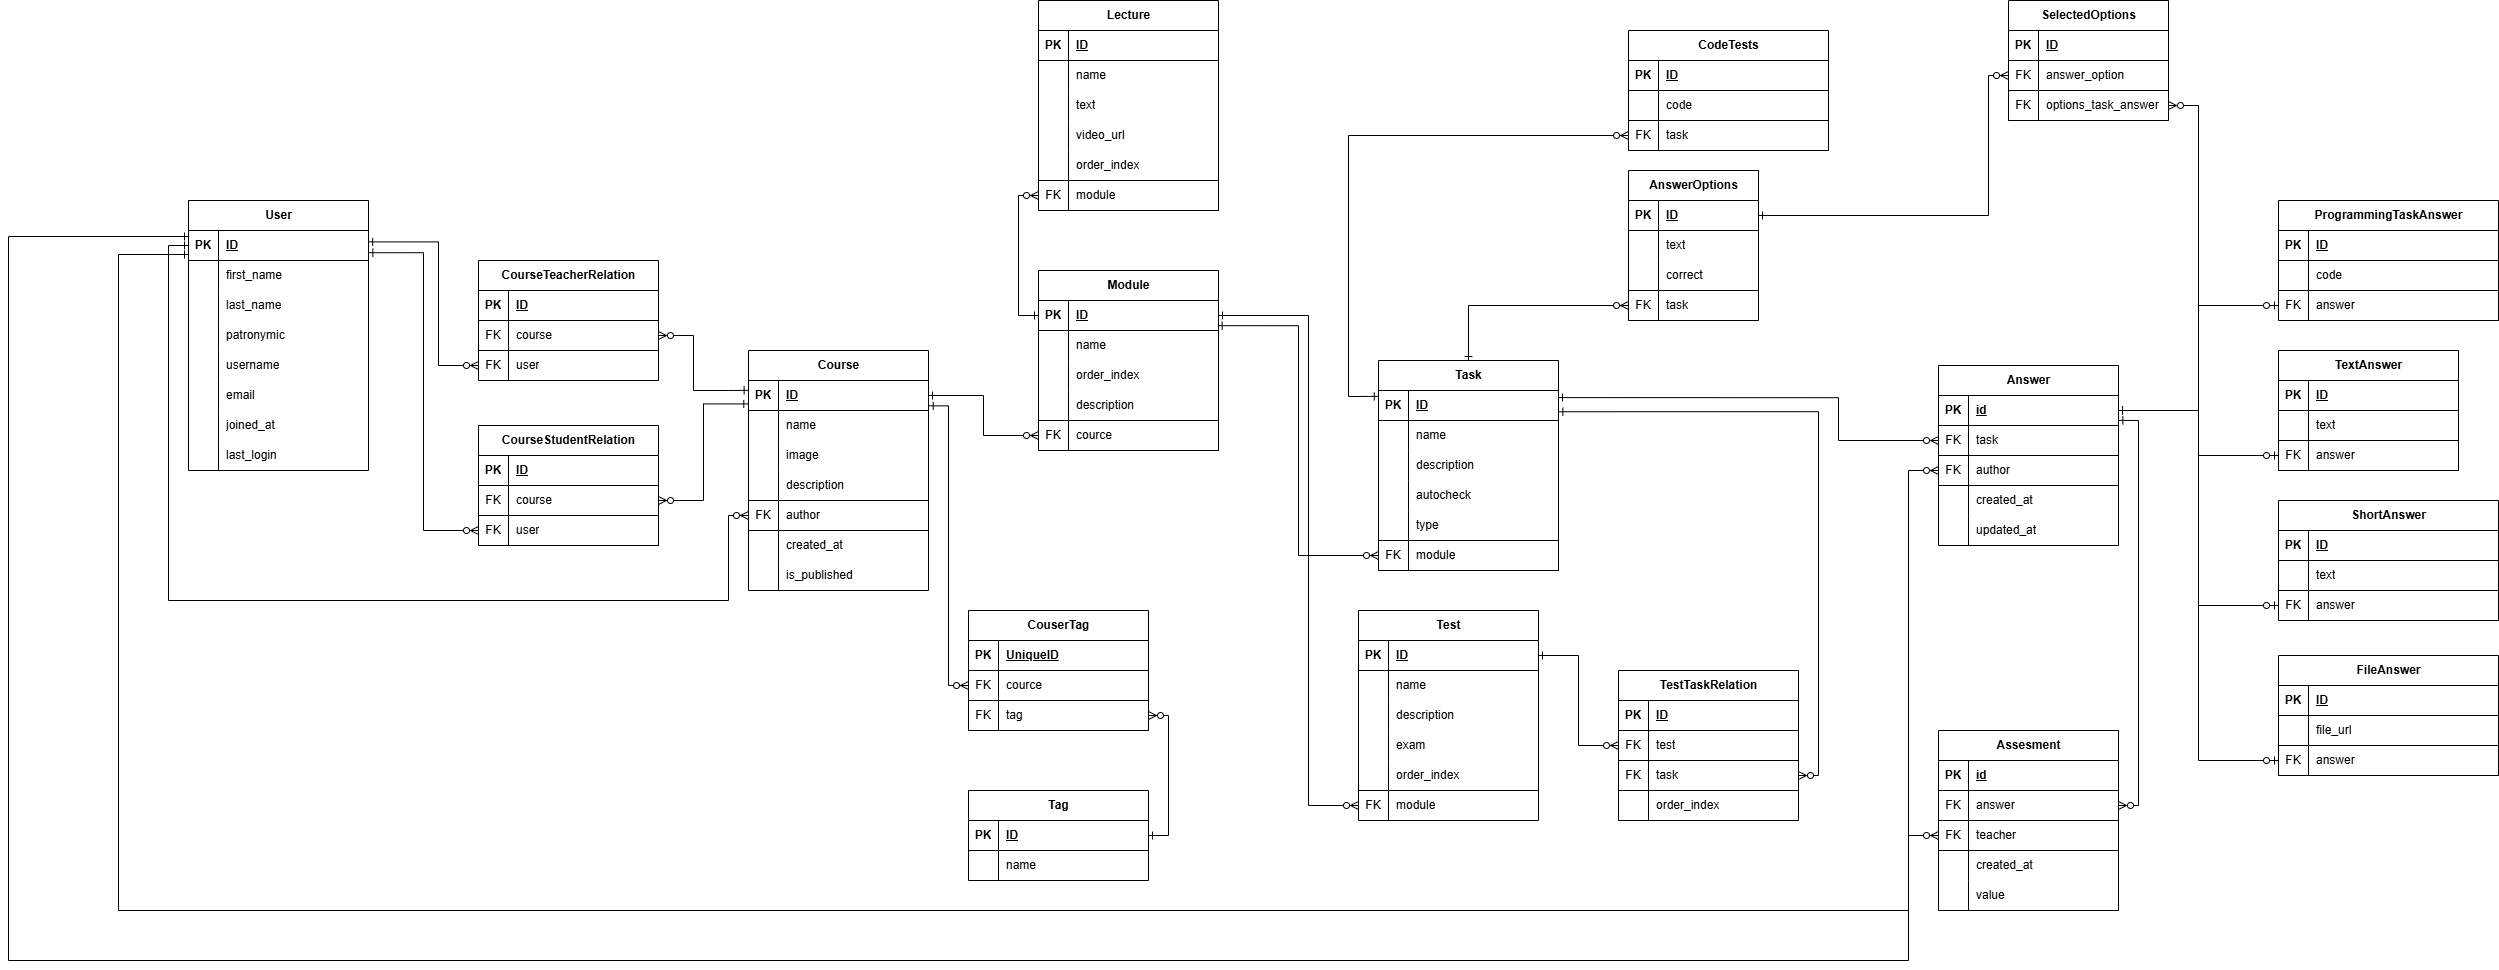 Lecture
PK ID
name
text
video_url
order_index
FK module
CodeTests
PK ID
code
FK task
SelectedOptions
PK ID
FK answer_option
FK options_task_answer
AnswerOptions
PK ID
text
correct
FK task
User
PK ID
first_name
last_name
patronymic
username
email
joined_at
last_login
CourseTeacherRelation
PK ID
FK course
FK user
CourseStudentRelation
PK ID
FK course
FK user
Course
PK ID
name
image
description
FK author
created_at
is_published
Module
PK ID
name
order_index
description
FK cource
Task
PK ID
name
description
autocheck
type
FK module
Answer
PK id
FK task
FK author
created_at
updated_at
ProgrammingTaskAnswer
PK ID
code
FK answer
TextAnswer
PK ID
text
FK answer
ShortAnswer
PK ID
text
FK answer
FileAnswer
PK ID
file_url
FK answer
CouserTag
PK UniqueID
FK cource
FK tag
Tag
PK ID
name
Test
PK ID
name
description
exam
order_index
FK module
TestTaskRelation
PK ID
FK test
FK task
order_index
Assesment
PK id
FK answer
FK teacher
created_at
value